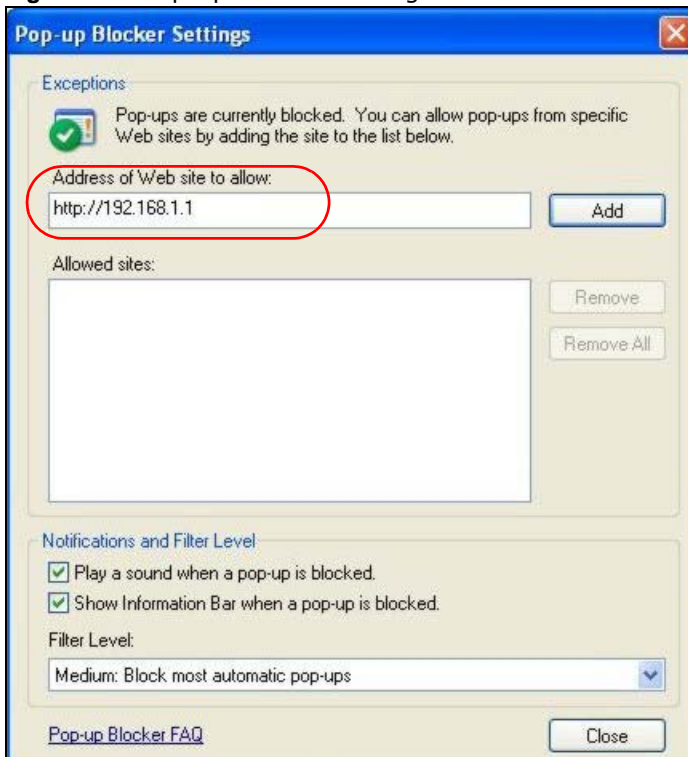 Pop-up Blocker Settings
Exceptions
Pop-ups are currently blocked. You can allow pop-ups from specific
Web sites by adding the site to the list below.
Address of Web site to allow:
http://192.168.1.1
Add
Allowed sites:
Remove
Remove All
Notifications and Filter Level
Play a sound when a pop-up is blocked.
Show Information Bar when a pop-up is blocked.
Filter Level:
Medium: Block most automatic pop-ups
Pop-up Blocker FAQ
Close